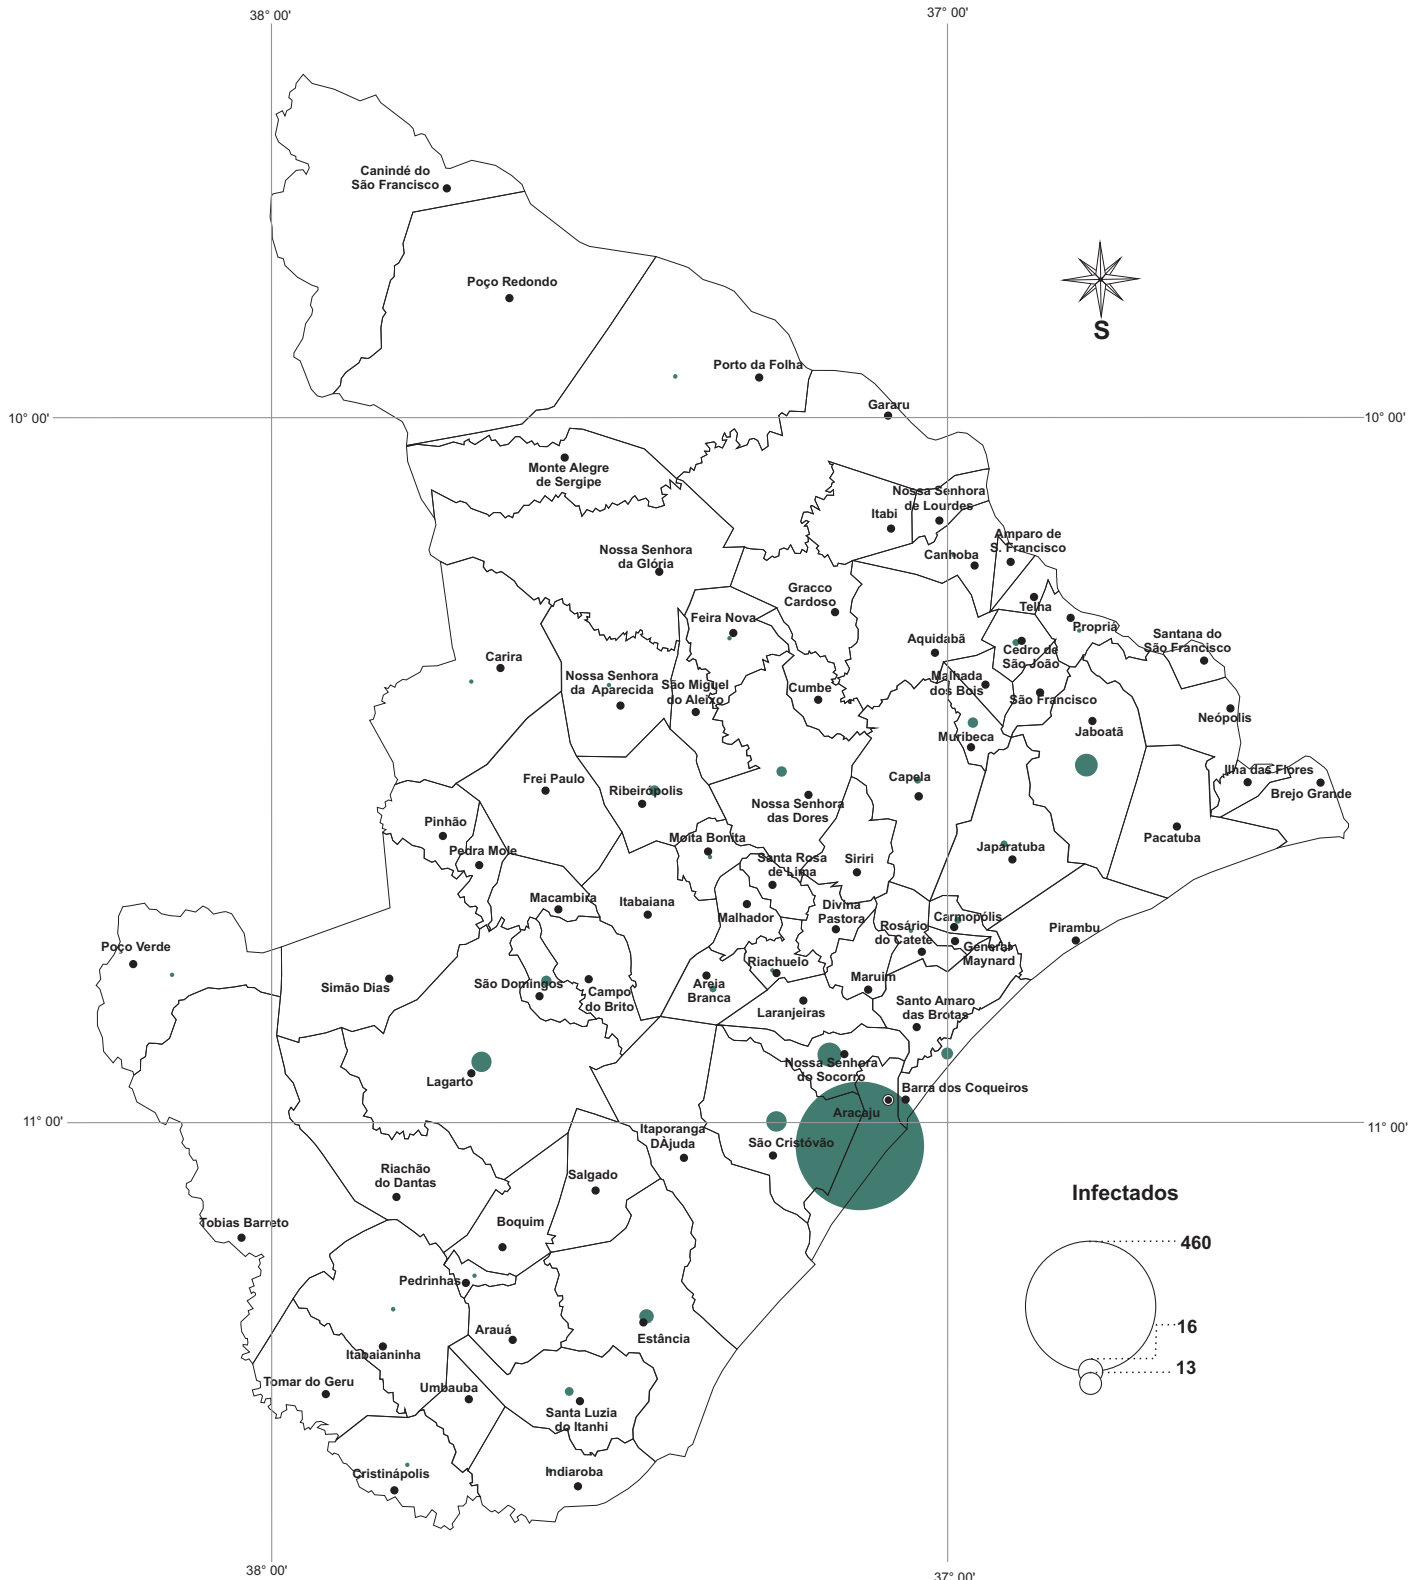 38° 00'
37° 00'
Canindé do
São Francisco
Poço Redondo
S
Porto da Folha
Gararu
10° 00'
10° 00'
Monte Alegre
de Sergipe
Nossa Senhora
de Lourdes
Itabi
Amparo de
S. Francisco
Canhoba
Nossa Senhora
da Glória
Gracco
Cardoso
Telha
Feira Nova
Propriá
Santana do
São Francisco
Aquidabã
Cedro de
São João
Carira
Nossa Senhora
da Aparecida
São Miguel
do Aleixo
Cumbe
Malhada
dos Bois
São Francisco
Neópolis
Jaboatã
Muribeca
Ilha das Flores
Brejo Grande
Frei Paulo
Ribeirópolis
Capela
Nossa Senhora
das Dores
Pinhão
Pedra Mole
Moita Bonita
Pacatuba
Japaratuba
Santa Rosa
de Lima
Siriri
Macambira
Itabaiana
Malhador
Divina
Pastora
Carmopólis
Rosário
do Catete
General
Maynard
Pirambu
Poço Verde
Riachuelo
Simão Dias
São Domingos
Campo
do Brito
Areia
Branca
Maruim
Laranjeiras
Santo Amaro
das Brotas
Lagarto
Nossa Senhora
do Socorro
Barra dos Coqueiros
Aracaju
11° 00'
11° 00'
Itaporanga
DÀjuda
São Cristóvão
Riachão
do Dantas
Salgado
Infectados
Tobias Barreto
Boquim
460
Pedrinhas
16
Arauá
Estância
Itabaianinha
13
Tomar do Geru
Umbauba
Santa Luzia
do Itanhi
Cristinápolis
Indiaroba
38° 00'
37° 00'